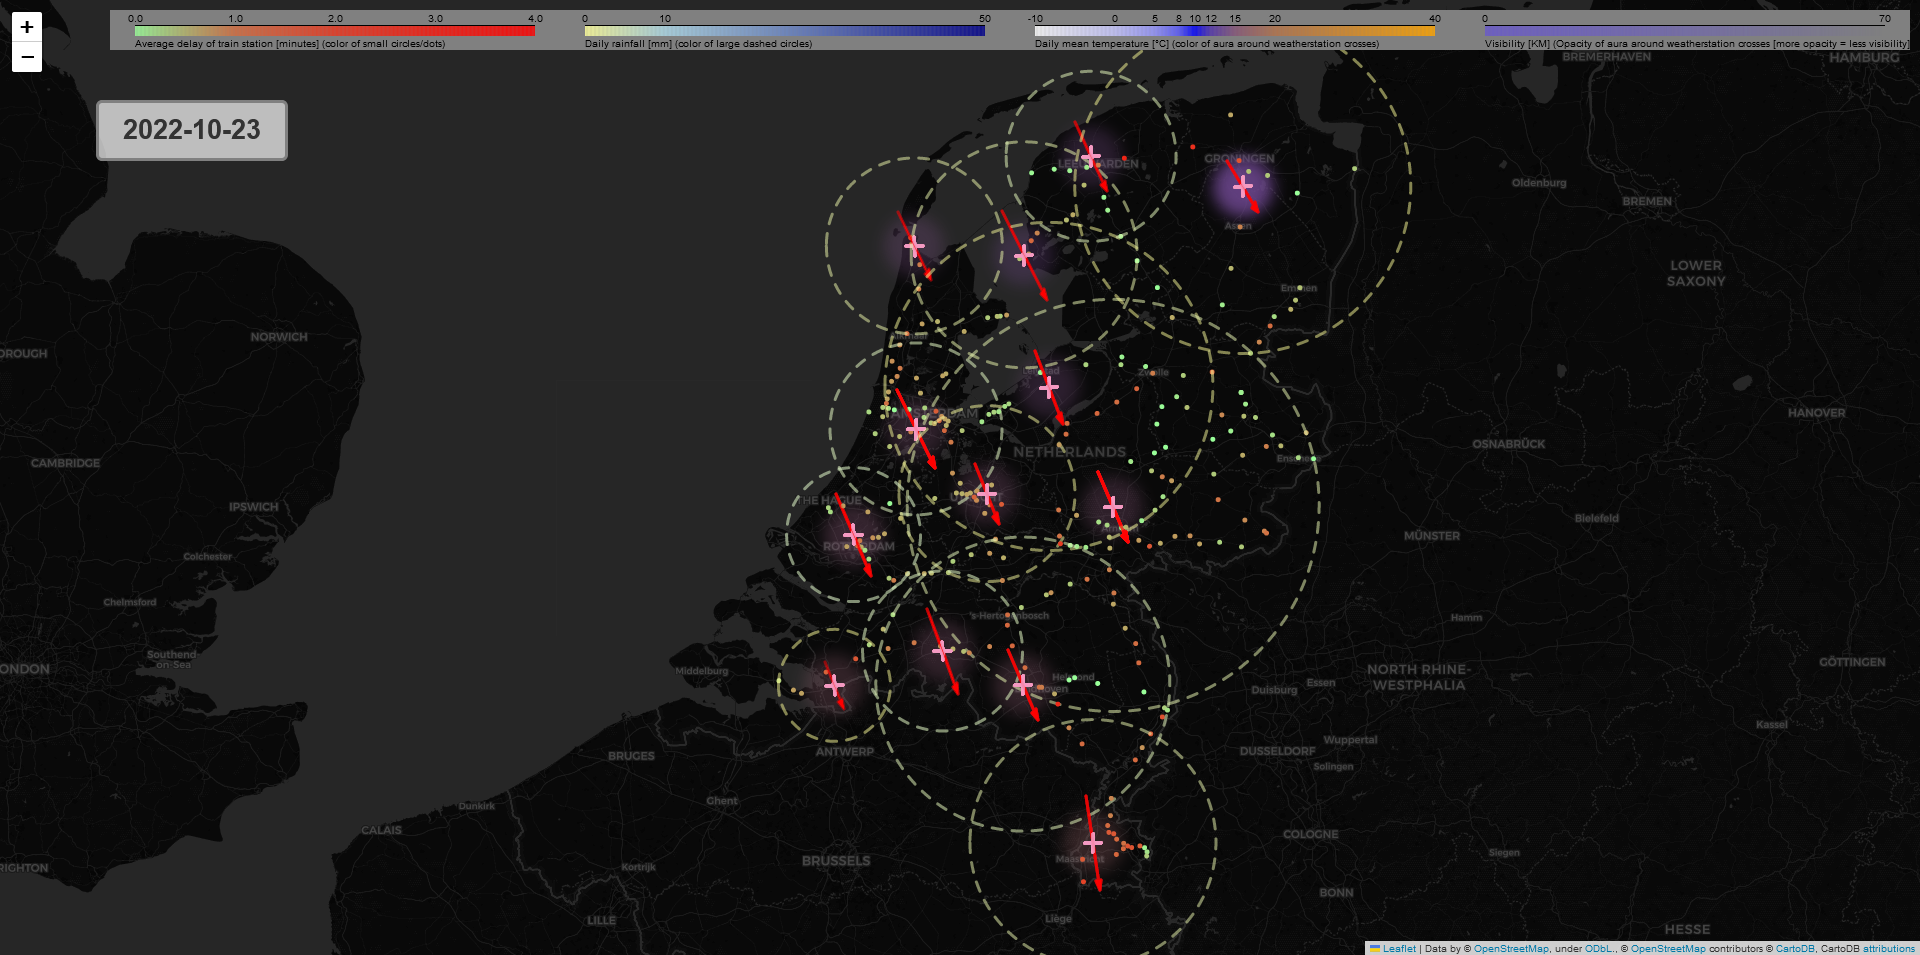 +
−
0.0 1.0 2.0 3.0 4.0
Average delay of train station [minutes] (color of small circles/dots)
0 10 50
Daily rainfall [mm] (color of large dashed circles)
-10 0 5 8 10 12 15 20 40
Daily mean temperature [°C] (color of aura around weatherstation crosses)
0 70
Visibility [KM] (Opacity of aura around weatherstation crosses [more opacity = less visibility]
2022-10-23
BREMERHAVEN
HAMBURG
GRONINGEN
Oldenburg
BREMEN
Assen
LOWER
SAXONY
Emmen
NORWICH
OROUGH
Zwolle
AMSTERDAM
HANOVER
OSNABRÜCK
NETHERLANDS
CAMBRIDGE
THE HAGUE
IPSWICH
Bielefeld
MÜNSTER
ROTTERDAM
Colchester
Chelmsford
's-Hertogenbosch
Hamm
Southend
-on-Sea
ONDON
Middelburg
Helmond
NORTH RHINE-
WESTPHALIA
GÖTTINGEN
Essen
Duisburg
Kassel
ANTWERP
BRUGES
DUSSELDORF
Wuppertal
Solingen
Ghent
Dunkirk
CALAIS
COLOGNE
BRUSSELS
Maastricht
Siegen
RIGHTON
Kortrijk
BONN
LILLE
Liège
HESSE
Leaflet | Data by © OpenStreetMap, under ODbL., © OpenStreetMap contributors © CartoDB, CartoDB attributions